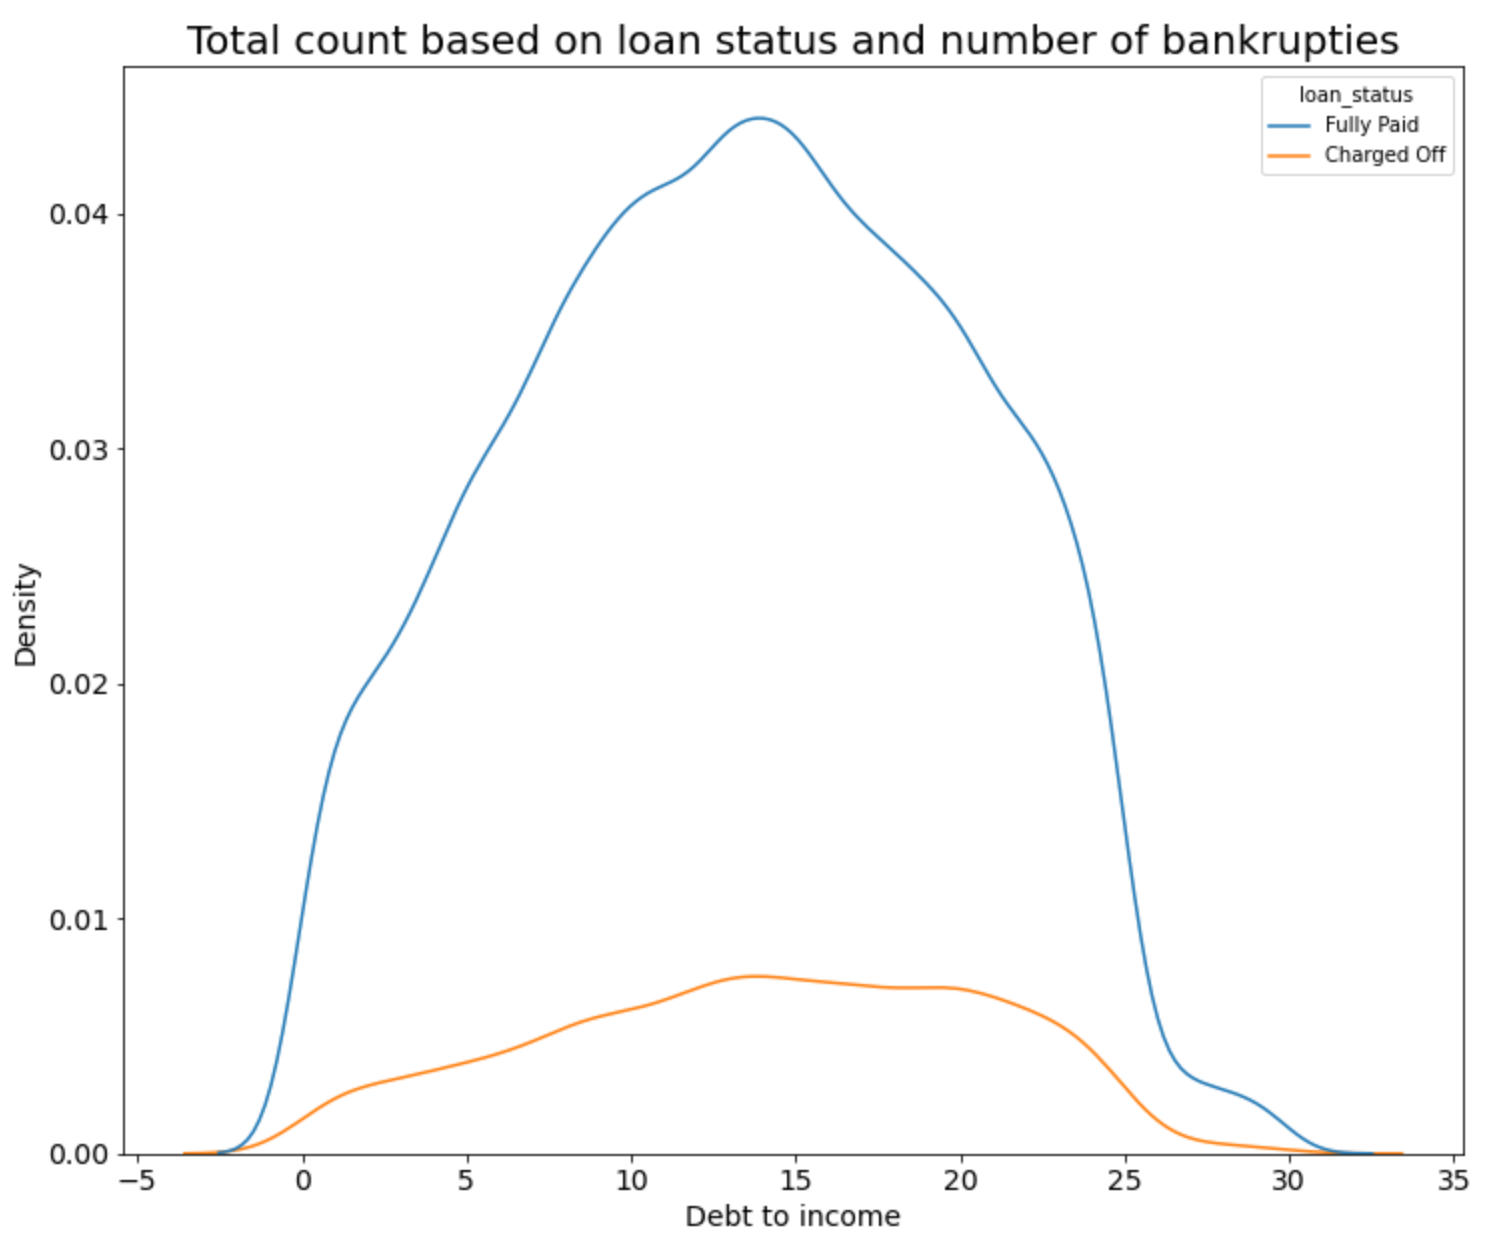 Total count based on loan status and number of bankrupties
loan_status
Fully Paid
Charged Off
0.04
0.03
0.02
0.01
0.00
Density
−5 0 5 10 15 20 25 30 35
Debt to income